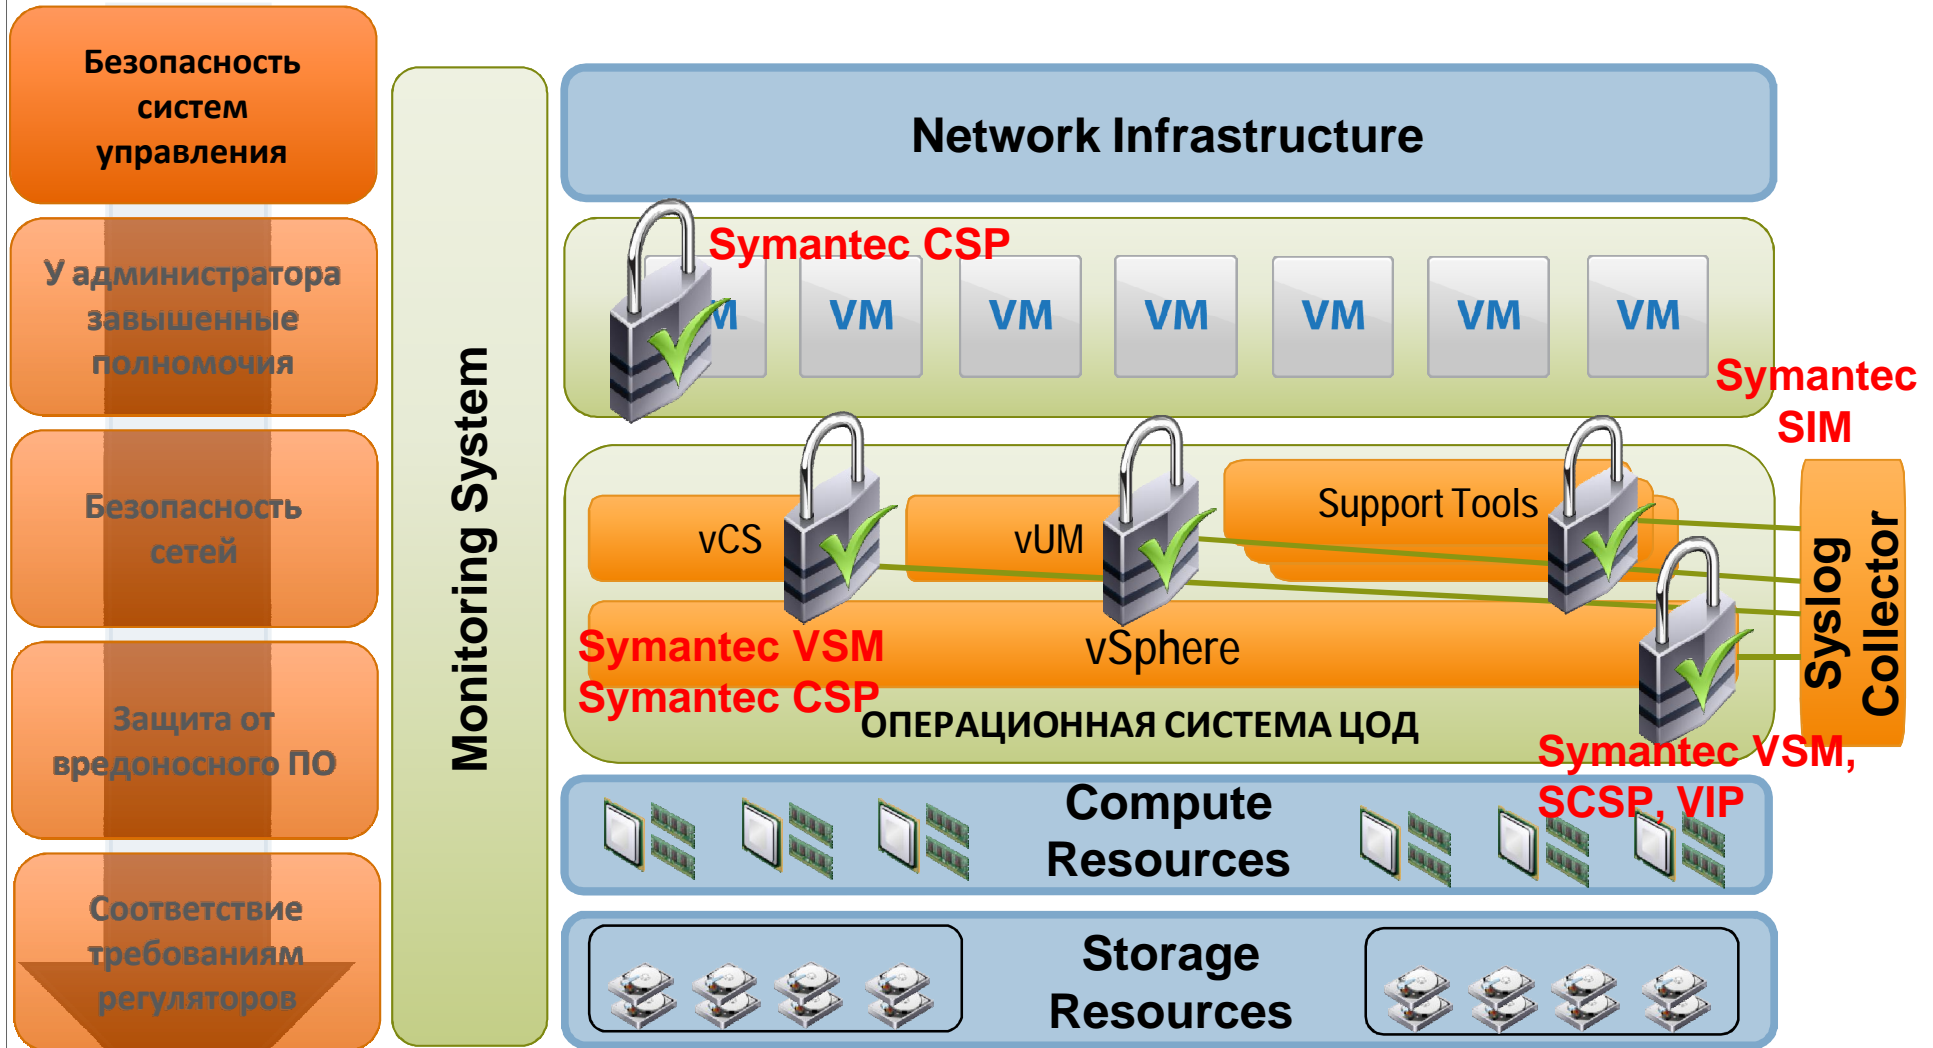 Безопасность
систем
управления
У администратора
завышенные
полномочия
Безопасность
сетей
Защита от
вредоносного ПО
Соответствие
требованиям
регуляторов
Monitoring System
Network Infrastructure
Symantec CSP
M
VM
VM
VM
VM
VM
VM
Symantec
SIM
vCS
vUM
Support Tools
vSphere
Symantec VSM
Symantec CSP
ОПЕРАЦИОННАЯ СИСТЕМА ЦОД
Syslog
Collector
Symantec VSM,
SCSP, VIP
Compute
Resources
Storage
Resources